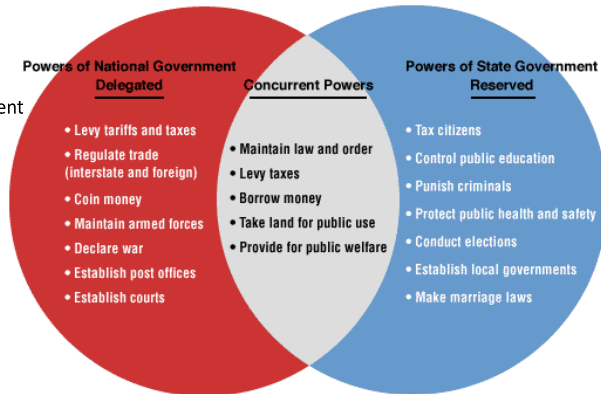 Powers of National Government
Delegated
ent
• Levy tariffs and taxes
• Regulate trade
(interstate and foreign)
• Coin money
• Maintain armed forces
• Declare war
• Establish post offices
• Establish courts
Concurrent Powers
• Maintain law and order
• Levy taxes
• Borrow money
• Take land for public use
• Provide for public welfare
Powers of State Government
Reserved
• Tax citizens
• Control public education
• Punish criminals
• Protect public health and safety
• Conduct elections
• Establish local governments
• Make marriage laws